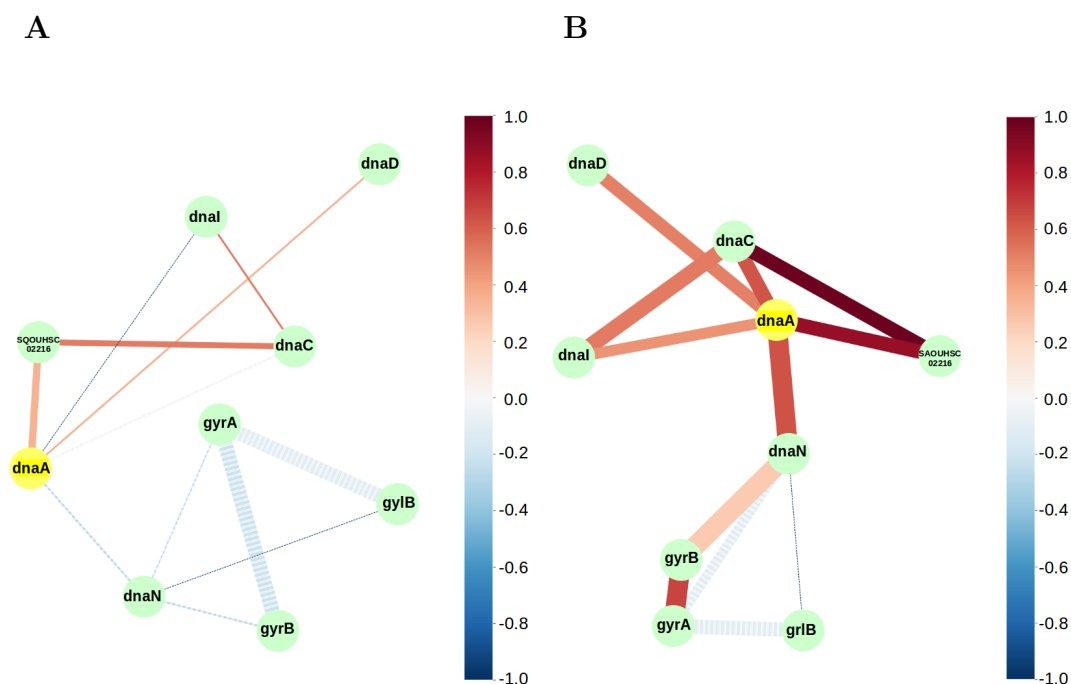 A
B
1.0
0.8
0.6
0.4
0.2
0.0
-0.2
-0.4
-0.6
-0.8
-1.0
dnaD
dnaI
SQOUHSC
02216
dnaC
gyrA
dnaA
gylB
dnaN
gyrB
1.0
0.8
0.6
0.4
0.2
0.0
-0.2
-0.4
-0.6
-0.8
-1.0
dnaD
dnaC
dnaA
dnaI
SAOUHSC
02216
dnaN
gyrB
gyrA
grlB